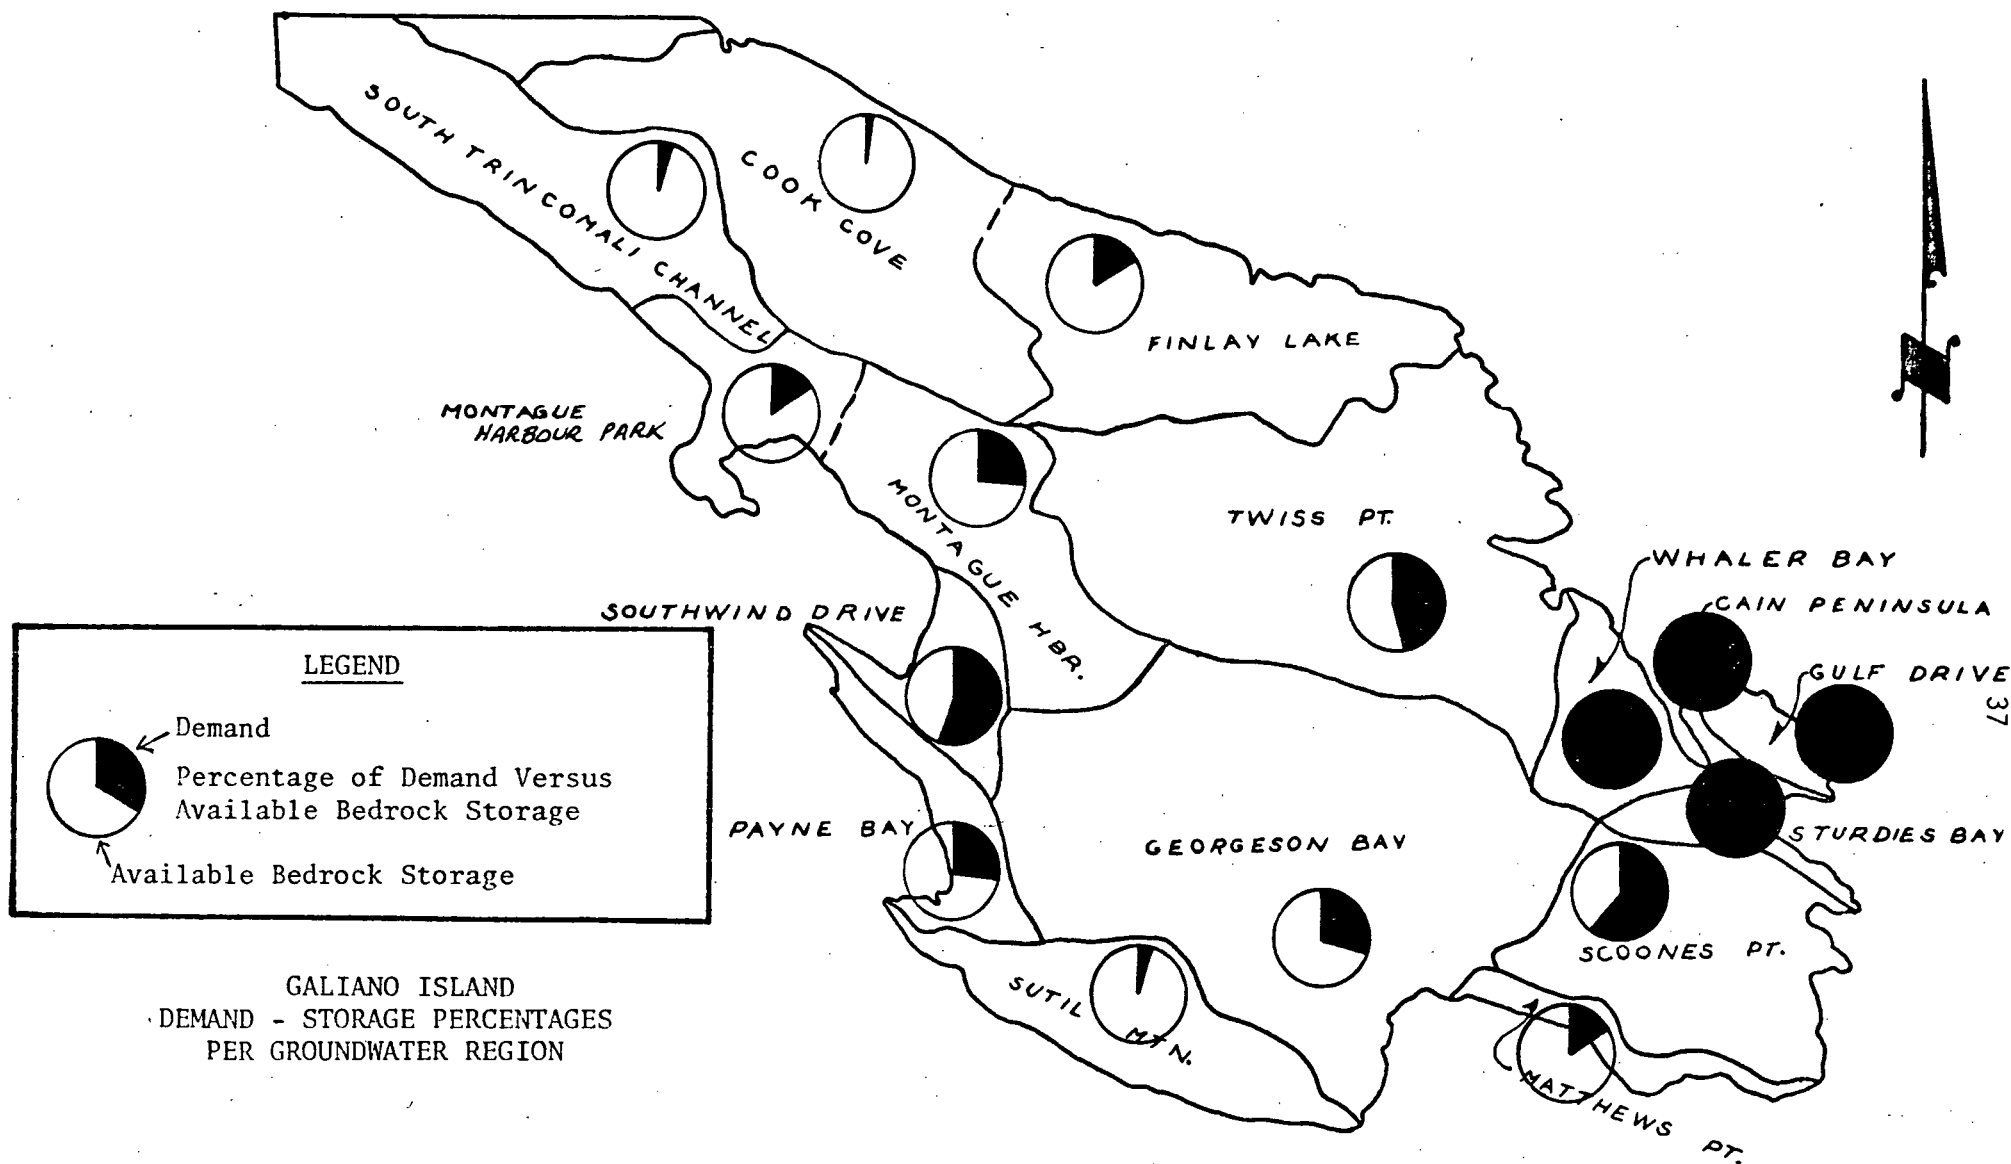 SOUTH TRINCOMALI CHANNEL
COOK COVE
FINLAY LAKE
MONTAGUE
HARBOUR PARK
MONTAGUE HBR.
TWISS PT.
WHALER BAY
CAIN PENINSULA
GULF DRIVE
37
SOUTHWIND DRIVE
PAYNE BAY
GEORGESON BAY
STURDIES BAY
SCOONES PT.
SUTIL MTN.
MATTHEWS PT.
LEGEND
Demand
Percentage of Demand Versus
Available Bedrock Storage
Available Bedrock Storage
GALIANO ISLAND
DEMAND - STORAGE PERCENTAGES
PER GROUNDWATER REGION